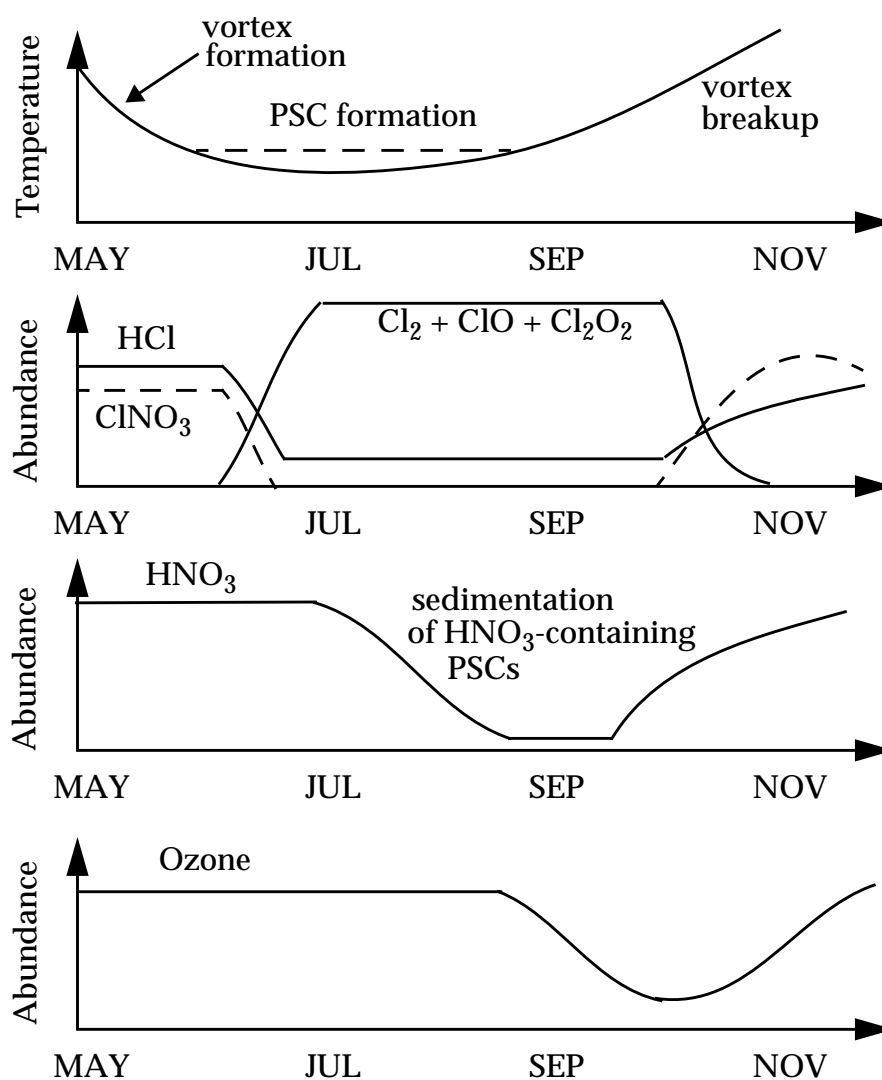 vortex
formation
PSC formation
vortex
breakup
Temperature
MAY JUL SEP NOV
HCl
Cl₂ + ClO + Cl₂O₂
ClNO₃
Abundance
MAY JUL SEP NOV
HNO₃
sedimentation
of HNO₃-containing
PSCs
Abundance
MAY JUL SEP NOV
Ozone
Abundance
MAY JUL SEP NOV